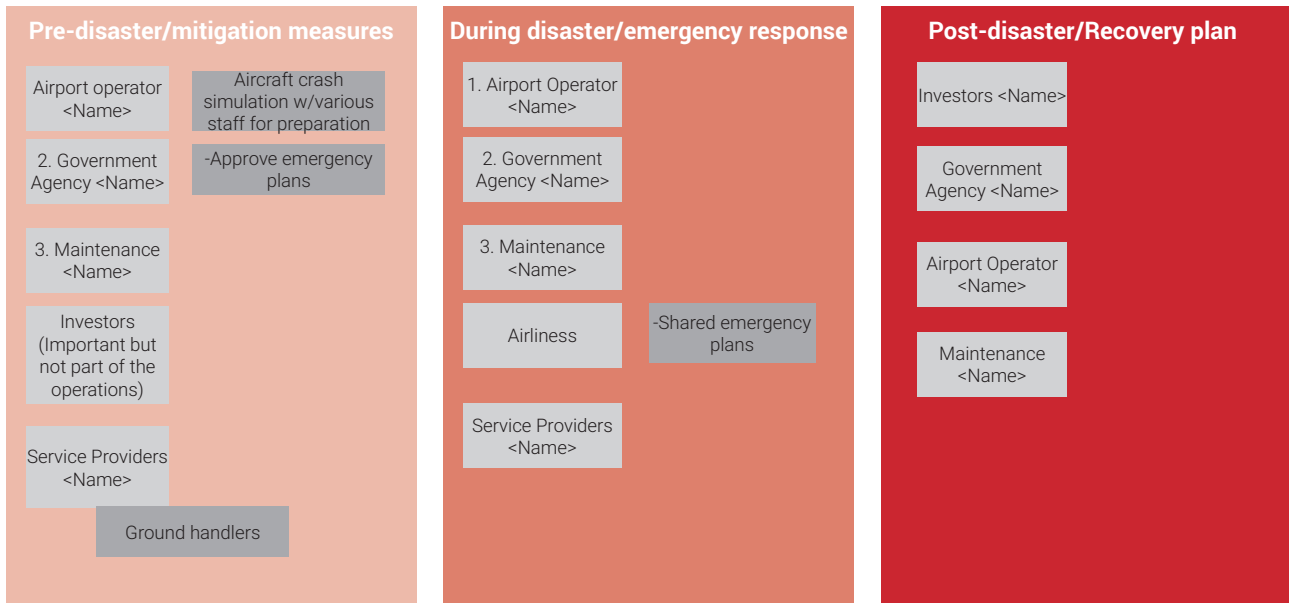 Pre-disaster/mitigation measures
Airport operator
<Name>
Aircraft crash
simulation w/various
staff for preparation
2. Government
Agency <Name>
-Approve emergency
plans
3. Maintenance
<Name>
Investors
(Important but
not part of the
operations)
Service Providers
<Name>
Ground handlers
During disaster/emergency response
1. Airport Operator
<Name>
2. Government
Agency <Name>
3. Maintenance
<Name>
Airliness
-Shared emergency
plans
Service Providers
<Name>
Post-disaster/Recovery plan
Investors <Name>
Government
Agency <Name>
Airport Operator
<Name>
Maintenance
<Name>